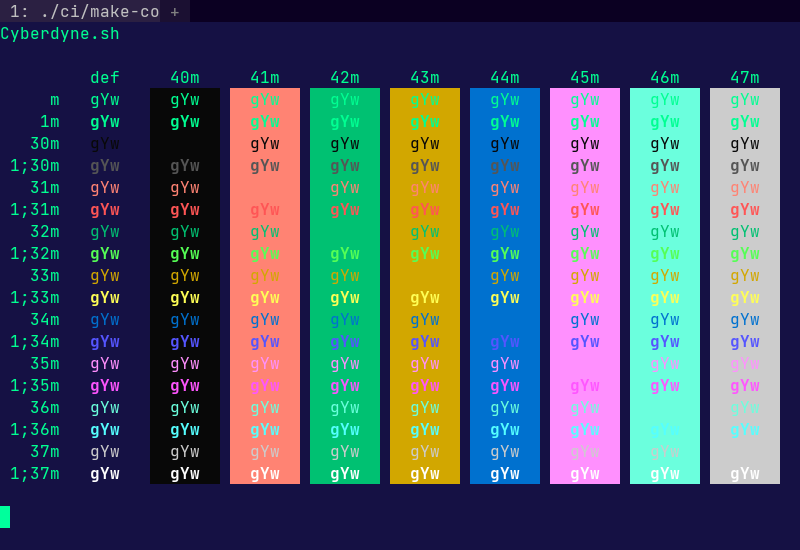 1: ./ci/make-co +
Cyberdyne.sh
def 40m 41m 42m 43m 44m 45m 46m 47m
m gYw gYw gYw gYw gYw gYw gYw gYw gYw
1m gYw gYw gYw gYw gYw gYw gYw gYw gYw
30m gYw gYw gYw gYw gYw gYw gYw gYw
1;30m gYw gYw gYw gYw gYw gYw gYw gYw gYw
31m gYw gYw gYw gYw gYw gYw gYw gYw
1;31m gYw gYw gYw gYw gYw gYw gYw gYw gYw
32m gYw gYw gYw gYw gYw gYw gYw gYw
1;32m gYw gYw gYw gYw gYw gYw gYw gYw gYw
33m gYw gYw gYw gYw gYw gYw gYw gYw
1;33m gYw gYw gYw gYw gYw gYw gYw gYw gYw
34m gYw gYw gYw gYw gYw gYw gYw gYw
1;34m gYw gYw gYw gYw gYw gYw gYw gYw gYw
35m gYw gYw gYw gYw gYw gYw gYw gYw
1;35m gYw gYw gYw gYw gYw gYw gYw gYw gYw
36m gYw gYw gYw gYw gYw gYw gYw gYw
1;36m gYw gYw gYw gYw gYw gYw gYw gYw gYw
37m gYw gYw gYw gYw gYw gYw gYw gYw
1;37m gYw gYw gYw gYw gYw gYw gYw gYw gYw